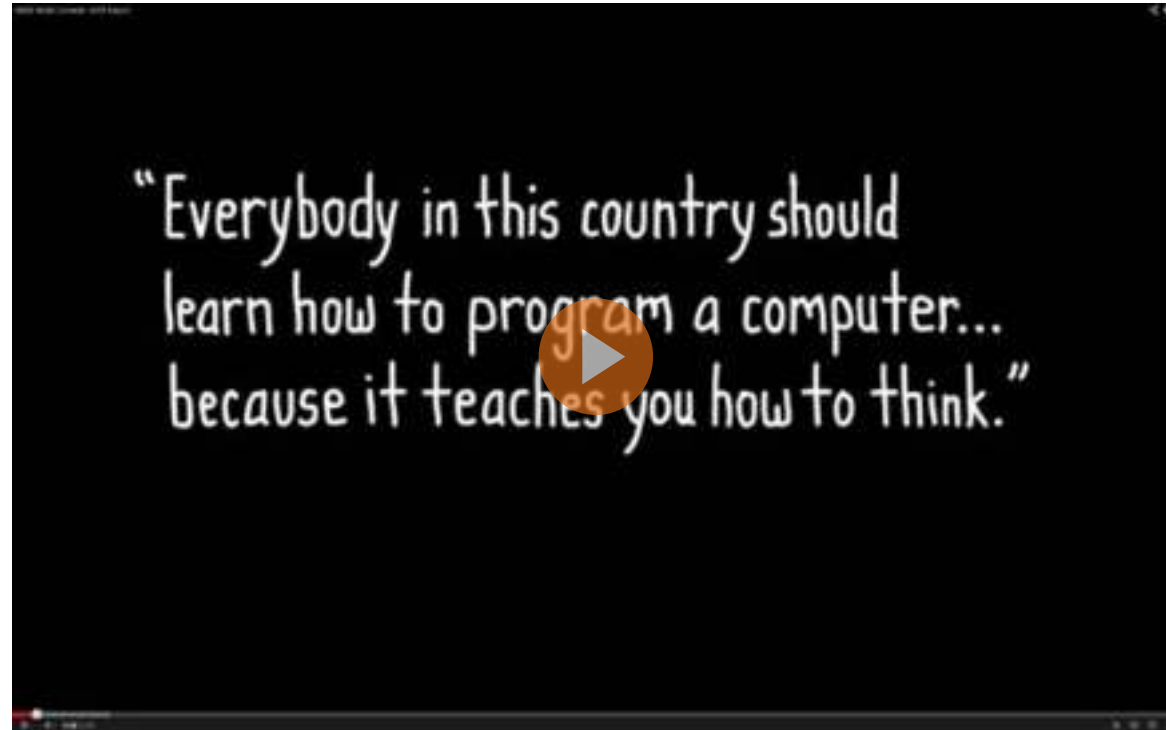 “Everybody in this country should
learn how to program a computer...
because it teaches you how to think.”